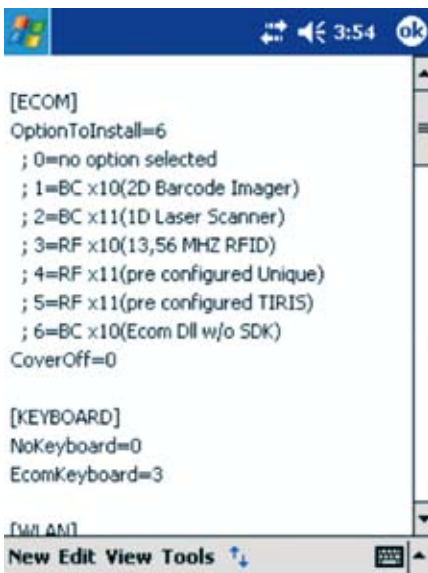 3:54 ok
[ECOM]
OptionToInstall=6
; 0=no option selected
; 1=BC x10(2D Barcode Imager)
; 2=BC x11(1D Laser Scanner)
; 3=RF x10(13,56 MHZ RFID)
; 4=RF x11(pre configured Unique)
; 5=RF x11(pre configured TIRIS)
; 6=BC x10(Ecom Dll w/o SDK)
CoverOff=0
[KEYBOARD]
NoKeyboard=0
EcomKeyboard=3
[WLAN]
New Edit View Tools